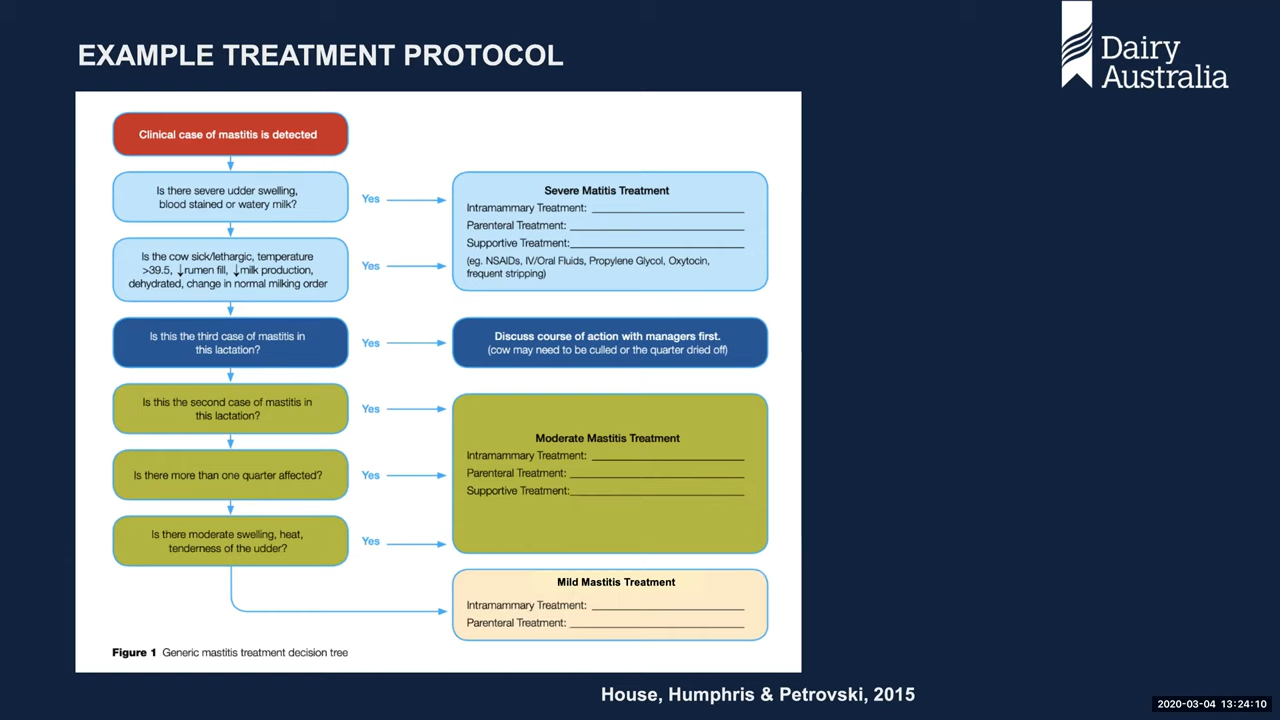 EXAMPLE TREATMENT PROTOCOL
Dairy
Australia
Clinical case of mastitis is detected
Is there severe udder swelling,
blood stained or watery milk?
Yes
Severe Matitis Treatment
Intramammary Treatment:
Parenteral Treatment:
Supportive Treatment:
(eg. NSAIDs, IV/Oral Fluids, Propylene Glycol, Oxytocin,
frequent stripping)
Is the cow sick/lethargic, temperature
>39.5, ↓rumen fill, ↓milk production,
dehydrated, change in normal milking order
Yes
Is this the third case of mastitis in
this lactation?
Yes
Discuss course of action with managers first.
(cow may need to be culled or the quarter dried off)
Is this the second case of mastitis in
this lactation?
Yes
Moderate Mastitis Treatment
Intramammary Treatment:
Parenteral Treatment:
Supportive Treatment:
Is there more than one quarter affected?
Yes
Is there moderate swelling, heat,
tenderness of the udder?
Yes
Mild Mastitis Treatment
Intramammary Treatment:
Parenteral Treatment:
Figure 1 Generic mastitis treatment decision tree
House, Humphris & Petrovski, 2015
2020-03-04 13:24:10